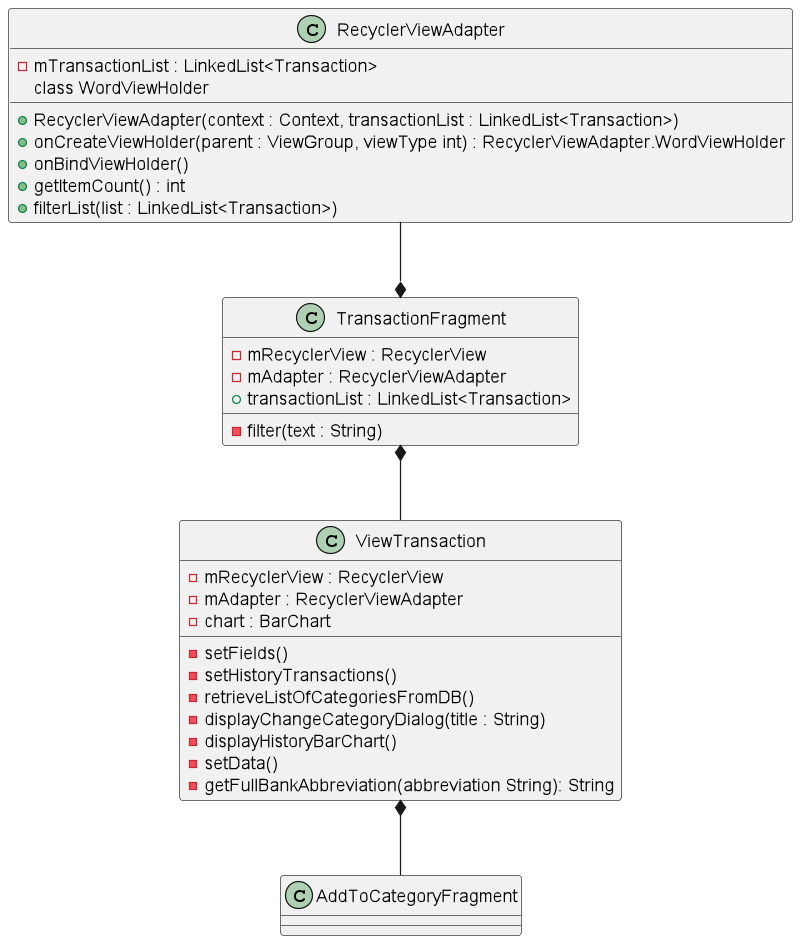 C RecyclerViewAdapter
mTransactionList : LinkedList<Transaction>
class WordViewHolder
RecyclerViewAdapter(context : Context, transactionList : LinkedList<Transaction>)
onCreateViewHolder(parent : ViewGroup, viewType int) : RecyclerViewAdapter.WordViewHolder
onBindViewHolder()
getItemCount() : int
filterList(list : LinkedList<Transaction>)
C TransactionFragment
mRecyclerView : RecyclerView
mAdapter : RecyclerViewAdapter
transactionList : LinkedList<Transaction>
filter(text : String)
C ViewTransaction
mRecyclerView : RecyclerView
mAdapter : RecyclerViewAdapter
chart : BarChart
setFields()
setHistoryTransactions()
retrieveListOfCategoriesFromDB()
displayChangeCategoryDialog(title : String)
displayHistoryBarChart()
setData()
getFullBankAbbreviation(abbreviation String): String
C AddToCategoryFragment